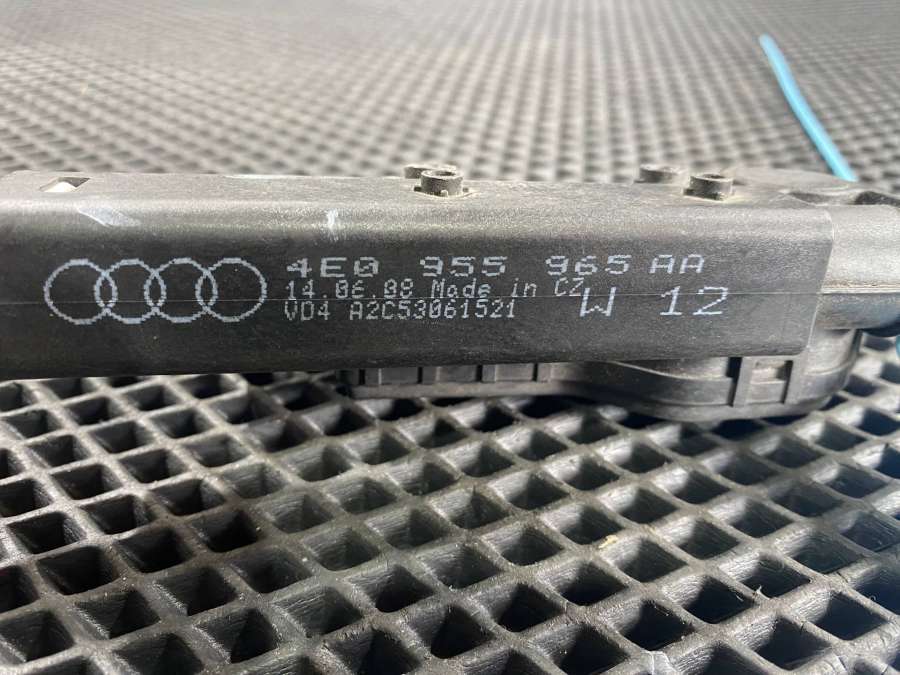 4E0 955 965 AA
14.06.08 Made in CZ
VD4 A2C53061521
W 12